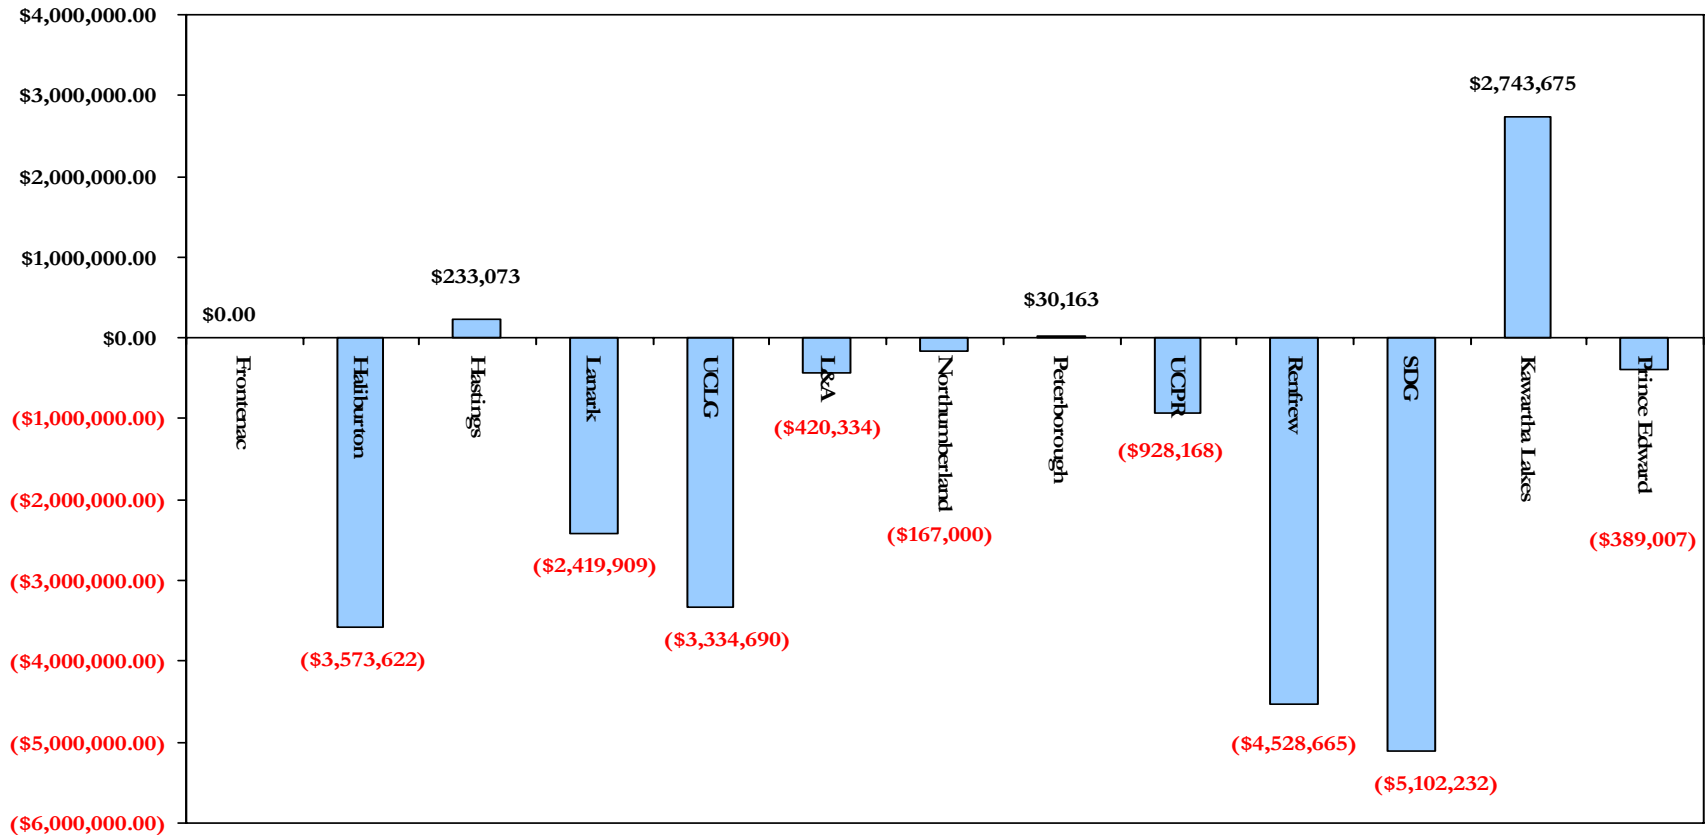 $4,000,000.00
$3,000,000.00
$2,000,000.00
$1,000,000.00
$0.00
($1,000,000.00)
($2,000,000.00)
($3,000,000.00)
($4,000,000.00)
($5,000,000.00)
($6,000,000.00)
$0.00
($3,573,622)
$233,073
($2,419,909)
($3,334,690)
($420,334)
($167,000)
$30,163
($928,168)
($4,528,665)
($5,102,232)
$2,743,675
($389,007)
Frontenac
Haliburton
Hastings
Lanark
UCLG
L&A
Northumberland
Peterborough
UCPR
Renfrew
SDG
Kawartha Lakes
Prince Edward